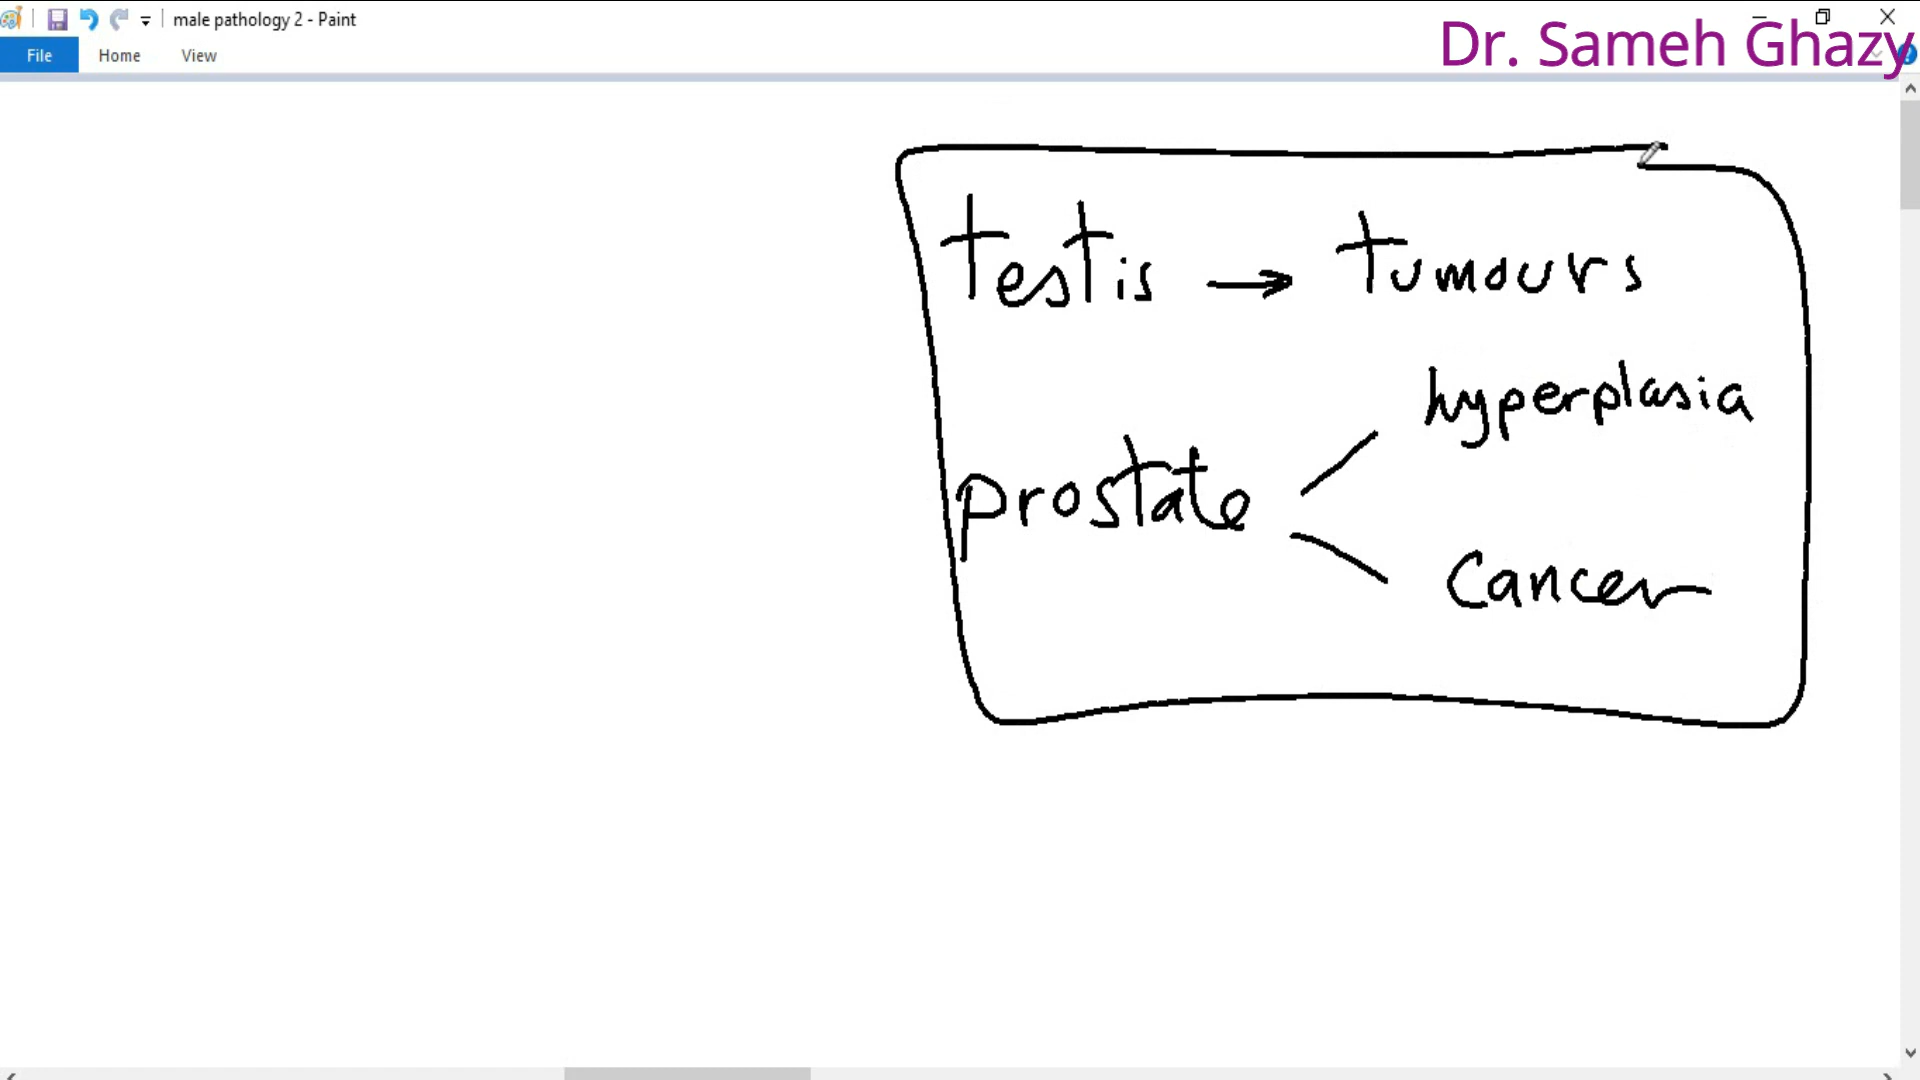 male pathology 2 - Paint
Dr. Sameh Ghazy
File Home View
testis → tumours
hyperplasia
prostate
Cancer